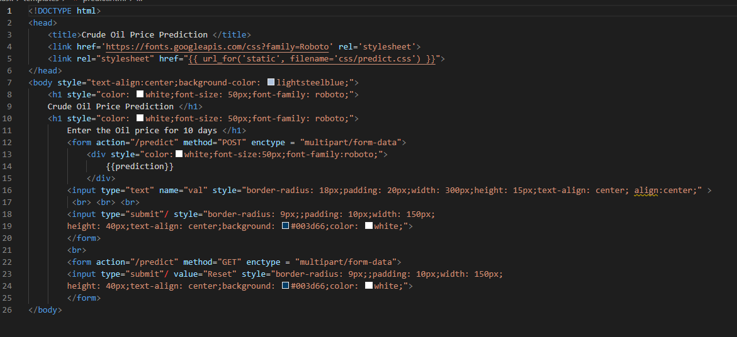 1 <!DOCTYPE html>
2 <head>
3 <title>Crude Oil Price Prediction </title>
4 <link href='https://fonts.googleapis.com/css?family=Roboto' rel='stylesheet'>
5 <link rel="stylesheet" href="{{ url_for('static', filename='css/predict.css') }}">
6 </head>
7 <body style="text-align:center;background-color: lightsteelblue;">
8 <h1 style="color: white;font-size: 50px;font-family: roboto;">
9 Crude Oil Price Prediction </h1>
10 <h1 style="color: white;font-size: 50px;font-family: roboto;">
11 Enter the Oil price for 10 days </h1>
12 <form action="/predict" method="POST" enctype = "multipart/form-data">
13 <div style="color: white;font-size:50px;font-family:roboto;">
14 {{prediction}}
15 </div>
16 <input type="text" name="val" style="border-radius: 18px;padding: 20px;width: 300px;height: 15px;text-align: center; align:center;" >
17 <br> <br> <br>
18 <input type="submit"/ style="border-radius: 9px;;padding: 10px;width: 150px;
19 height: 40px;text-align: center;background: #003d66;color: white;">
20 </form>
21 <br>
22 <form action="/predict" method="GET" enctype = "multipart/form-data">
23 <input type="submit"/ value="Reset" style="border-radius: 9px;;padding: 10px;width: 150px;
24 height: 40px;text-align: center;background: #003d66;color: white;">
25 </form>
26 </body>